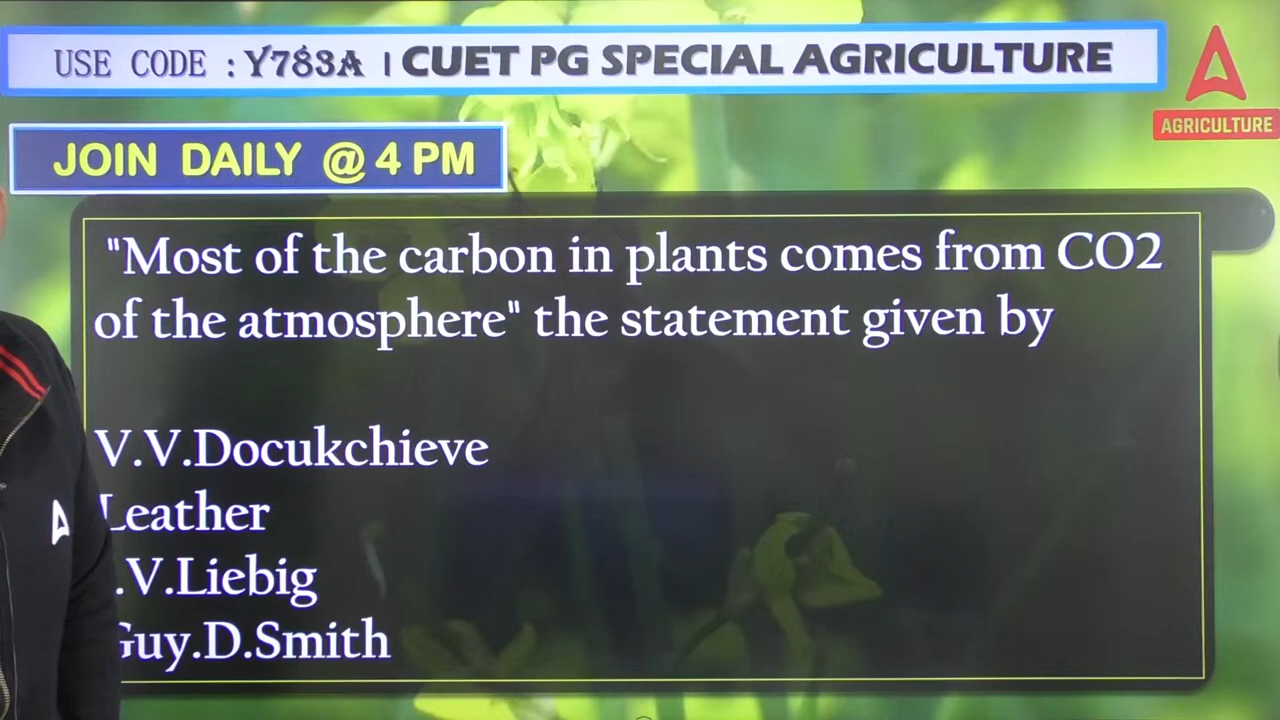 USE CODE : Y783A | CUET PG SPECIAL AGRICULTURE
AGRICULTURE
JOIN DAILY @ 4 PM
"Most of the carbon in plants comes from CO2
of the atmosphere" the statement given by
V.V.Docukchieve
Leather
.V.Liebig
Guy.D.Smith